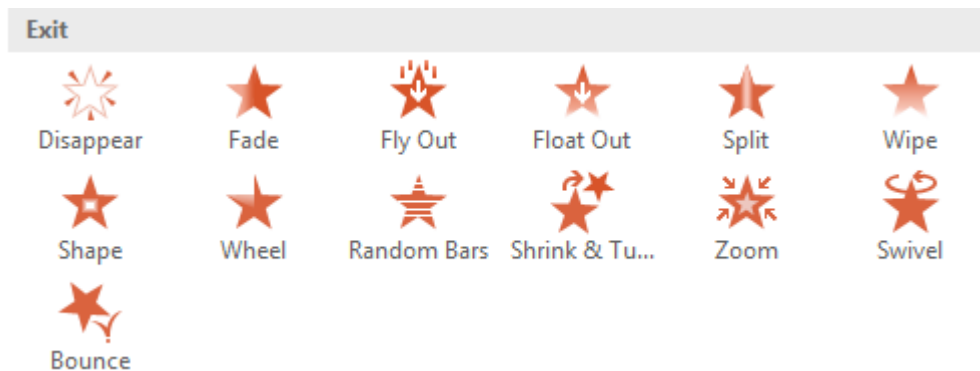 Exit
Disappear Fade Fly Out Float Out Split Wipe
Shape Wheel Random Bars Shrink & Tu... Zoom Swivel
Bounce